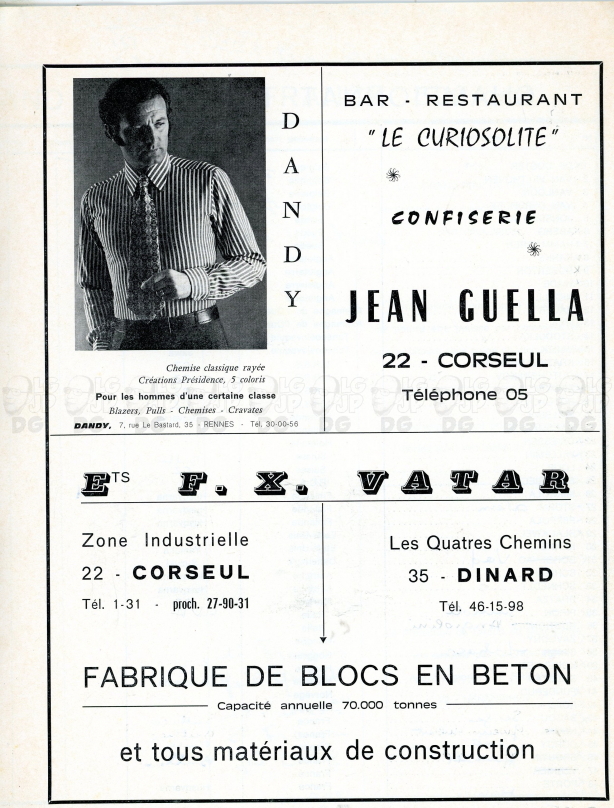 D
A
N
D
Y
Chemise classique rayée
Créations Présidence, 5 coloris
Pour les hommes d'une certaine classe
Blazers, Pulls - Chemises - Cravates
DANDY, 7, rue Le Bastard, 35 - RENNES - Tél. 30-00-56
BAR - RESTAURANT
"LE CURIOSOLITE"
CONFISERIE
JEAN GUELLA
22 - CORSEUL
Téléphone 05
ETS F. X. VATAR
Zone Industrielle
22 - CORSEUL
Tél. 1-31 - proch. 27-90-31
Les Quatres Chemins
35 - DINARD
Tél. 46-15-98
FABRIQUE DE BLOCS EN BETON
Capacité annuelle 70.000 tonnes
et tous matériaux de construction